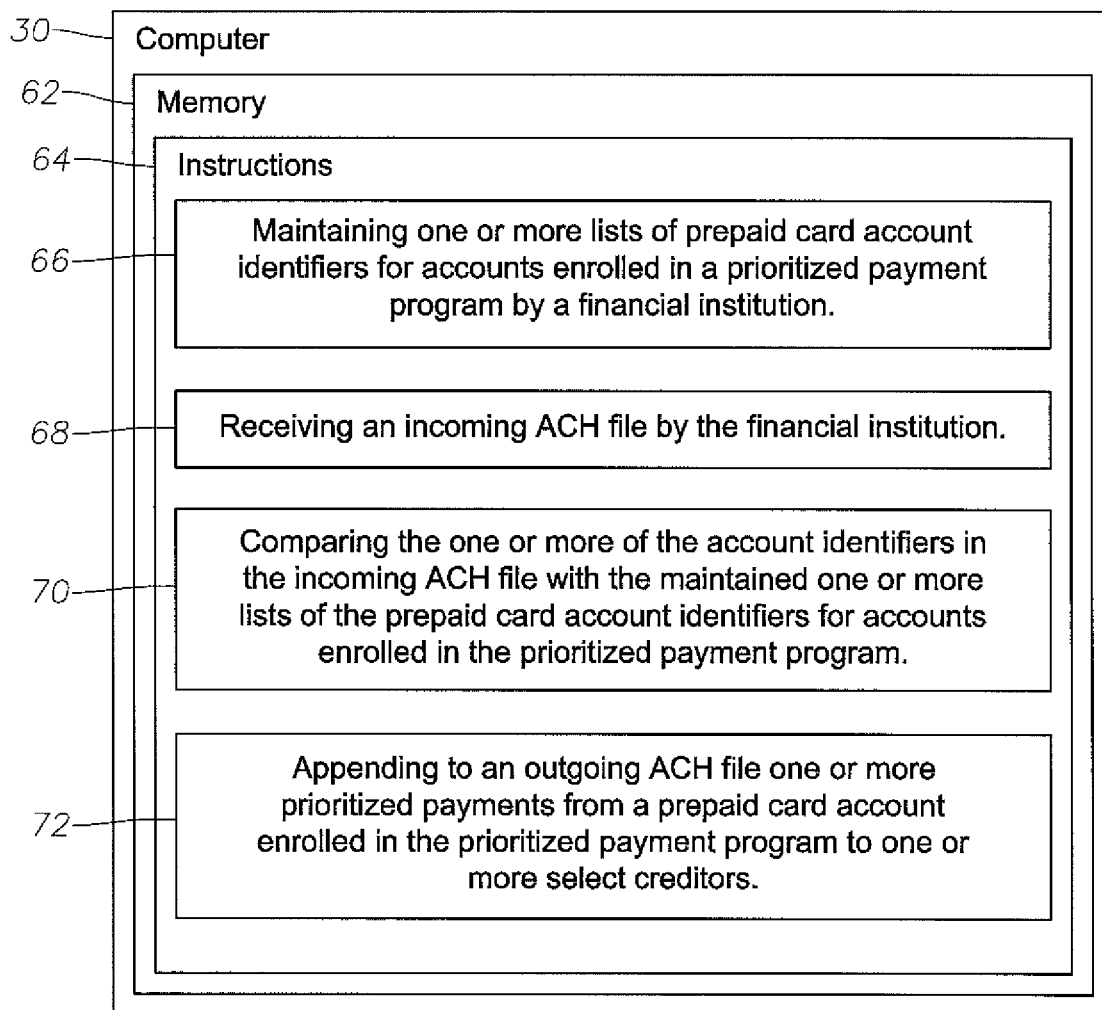 30
Computer
62
Memory
64
Instructions
66
Maintaining one or more lists of prepaid card account
identifiers for accounts enrolled in a prioritized payment
program by a financial institution.
68
Receiving an incoming ACH file by the financial institution.
70
Comparing the one or more of the account identifiers in
the incoming ACH file with the maintained one or more
lists of the prepaid card account identifiers for accounts
enrolled in the prioritized payment program.
72
Appending to an outgoing ACH file one or more
prioritized payments from a prepaid card account
enrolled in the prioritized payment program to one or
more select creditors.